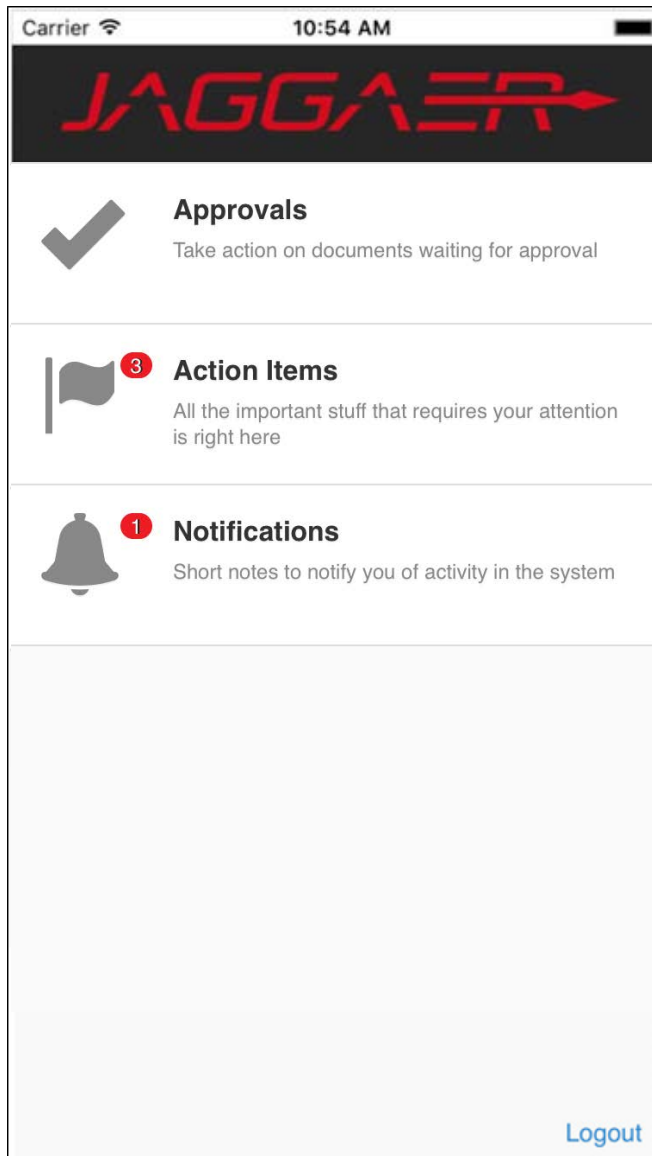 Carrier
10:54 AM
JAGGAER
Approvals
Take action on documents waiting for approval
3
Action Items
All the important stuff that requires your attention
is right here
1
Notifications
Short notes to notify you of activity in the system
Logout